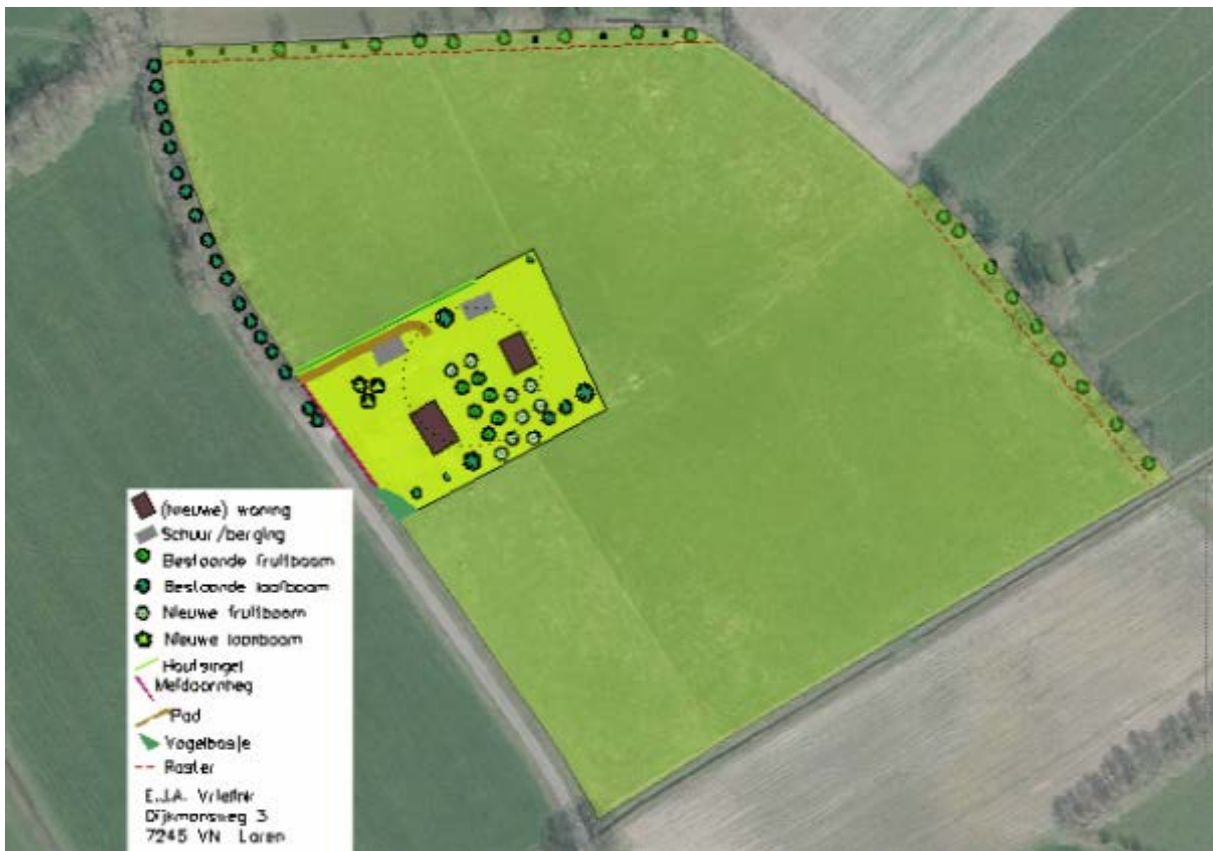 (Nieuwe) woning
Schuur/berging
Bestaande fruitboom
Bestaande loofboom
Nieuwe fruitboom
Nieuwe loofboom
Houtsingel
Meidoornheg
Pad
Vogelbosje
Raster
E.J.A. Vrielink
Dijkmansweg 3
7245 VN Laren